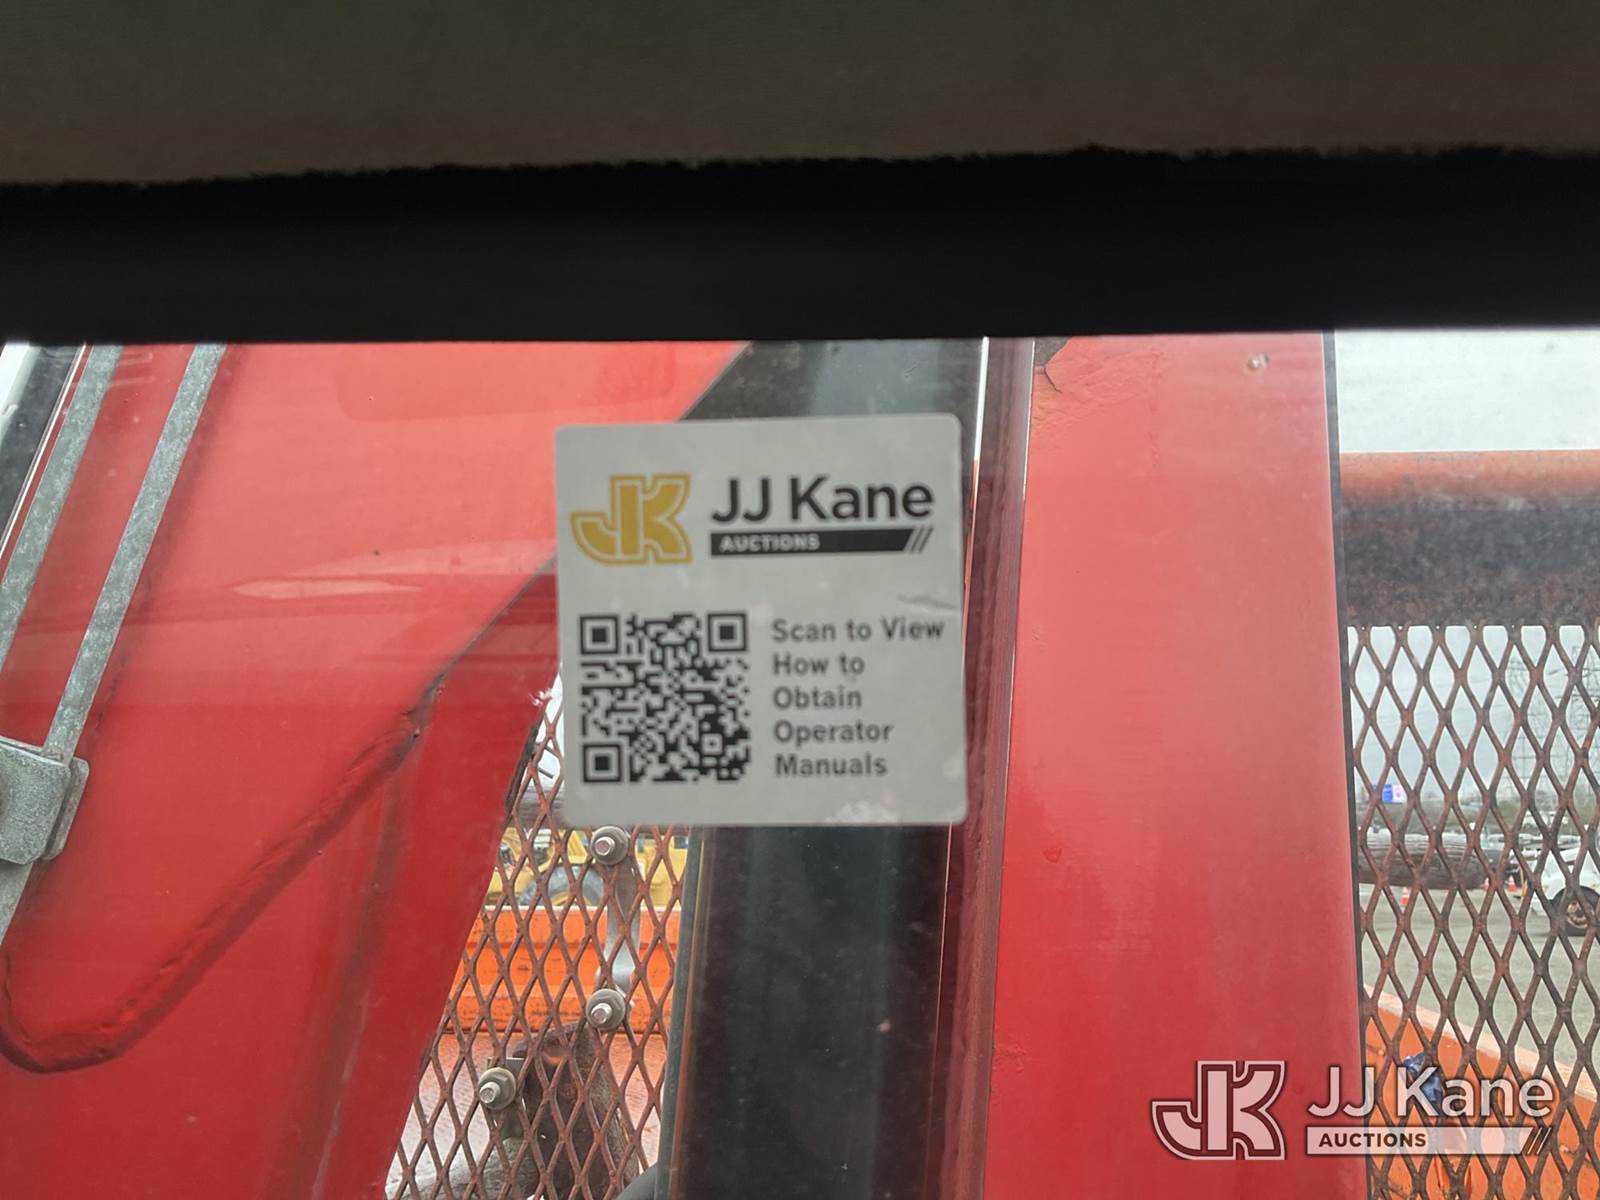 JK JJ Kane
AUCTIONS
Scan to View
How to
Obtain
Operator
Manuals
JK JJ Kane
AUCTIONS